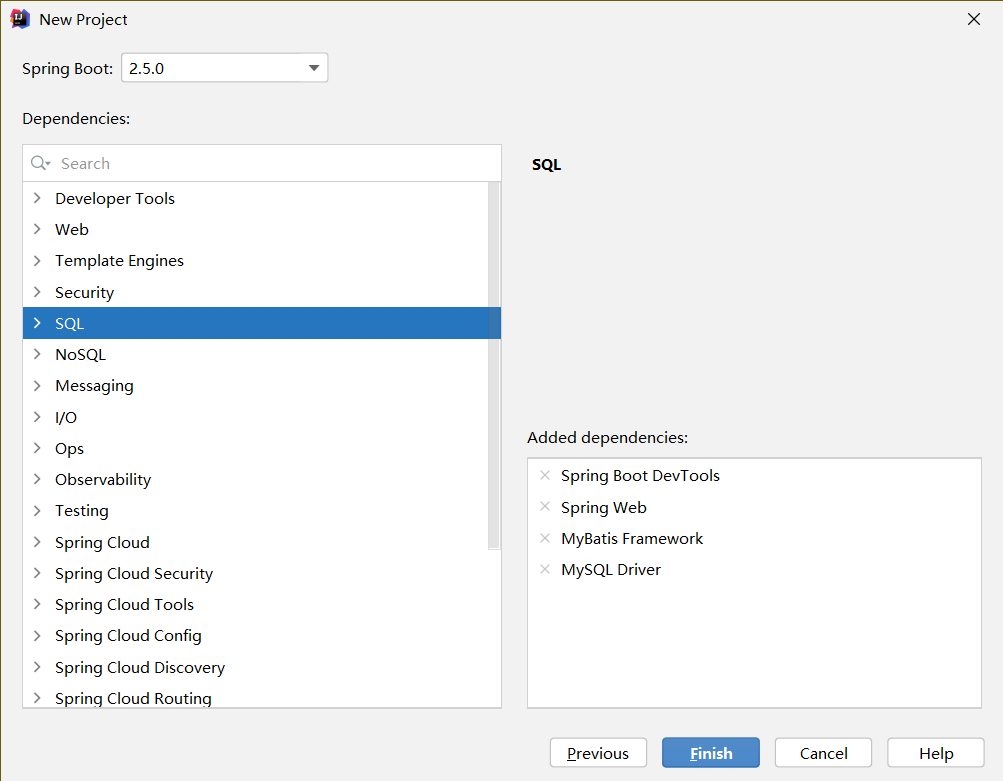 New Project
Spring Boot: 2.5.0
Dependencies:
Search
Developer Tools
Web
Template Engines
Security
SQL
NoSQL
Messaging
I/O
Ops
Observability
Testing
Spring Cloud
Spring Cloud Security
Spring Cloud Tools
Spring Cloud Config
Spring Cloud Discovery
Spring Cloud Routing
SQL
Added dependencies:
Spring Boot DevTools
Spring Web
MyBatis Framework
MySQL Driver
Previous Finish Cancel Help